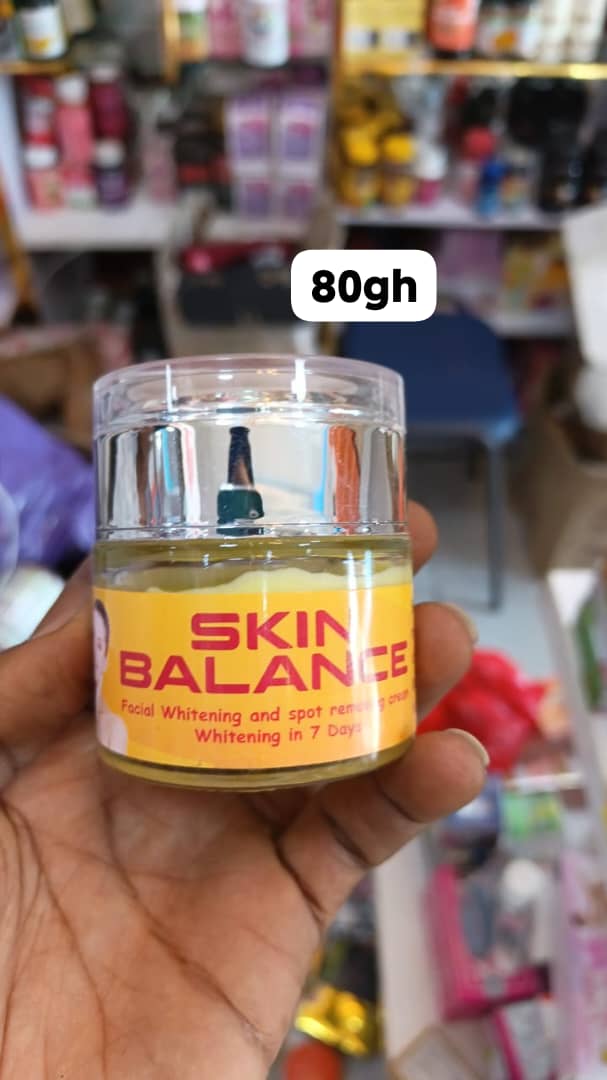 80gh
SKIN
BALANCE
Facial Whitening and spot removing cream
Whitening in 7 Days